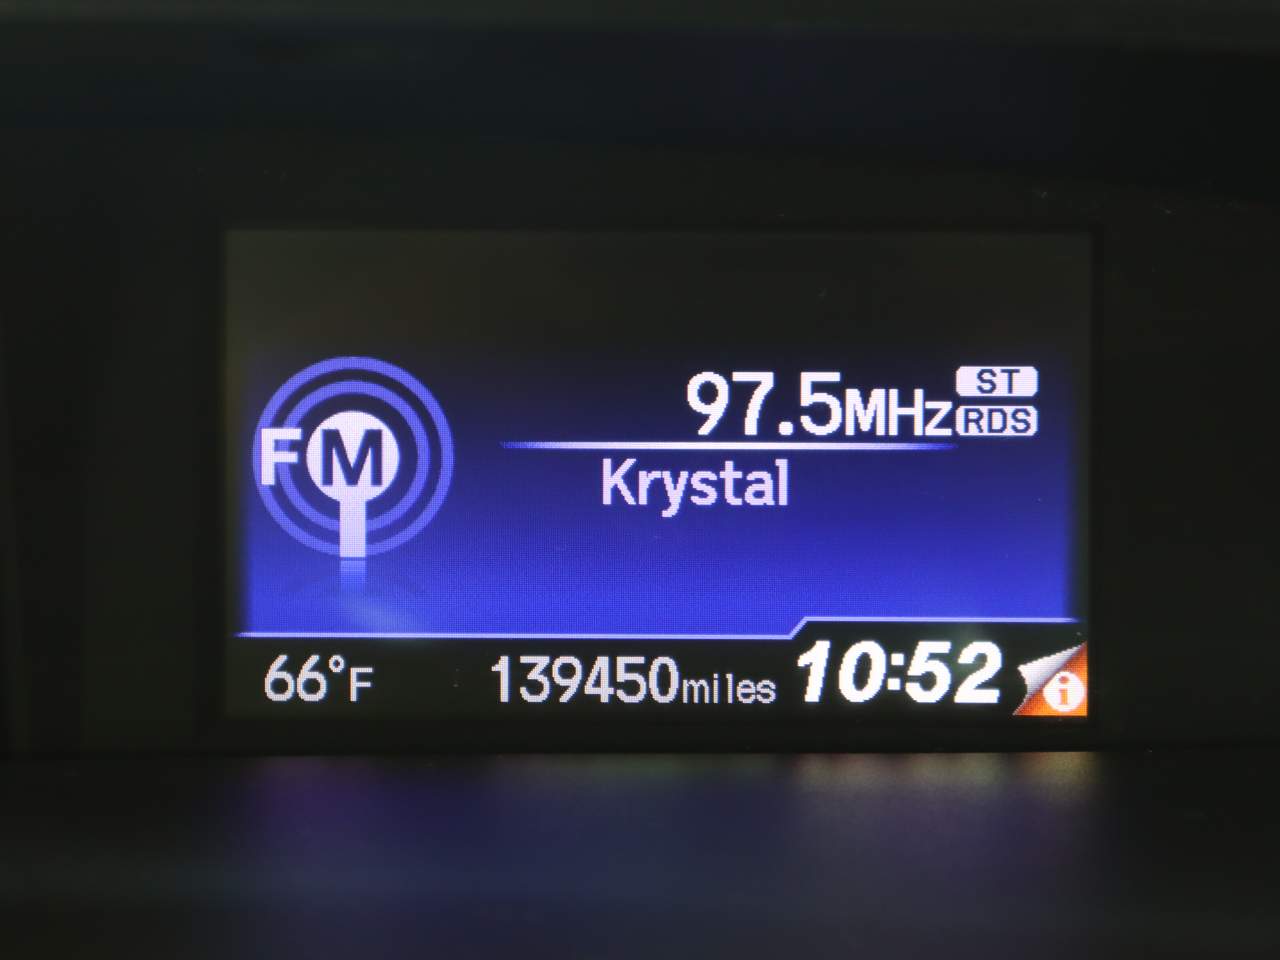 FM
97.5MHz ST
RDS
Krystal
66°F 139450miles 10:52 i